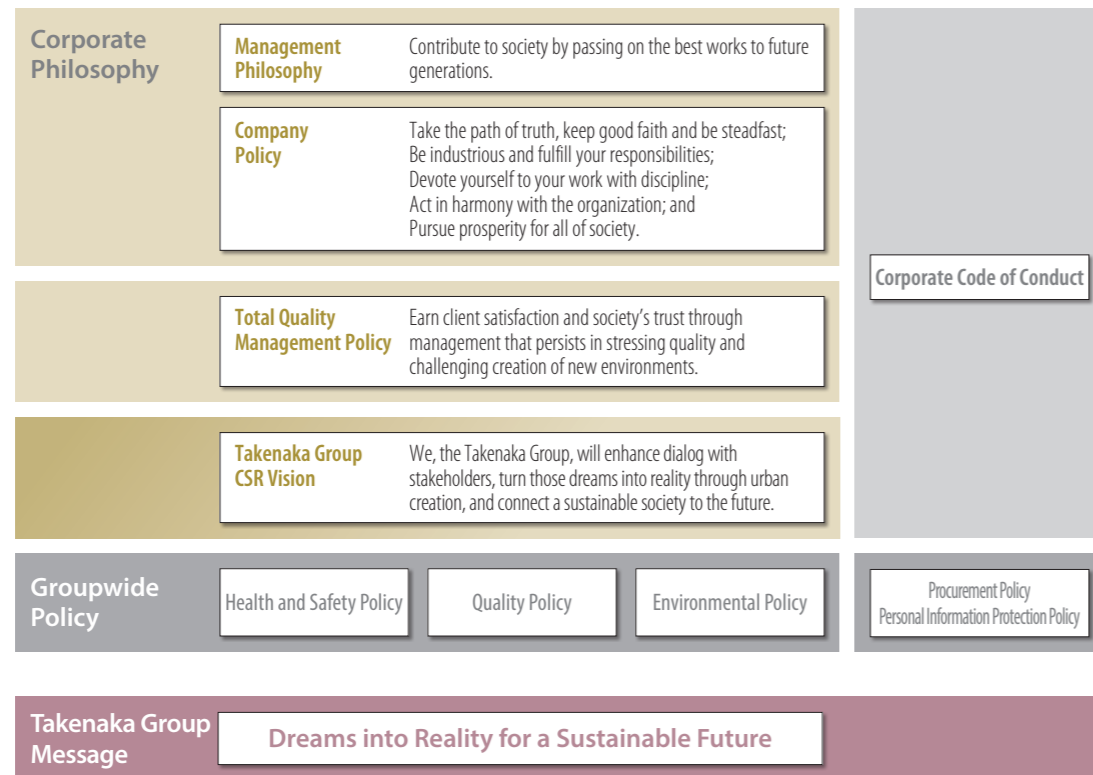 Corporate
Philosophy
Management
Philosophy
Contribute to society by passing on the best works to future
generations.
Company
Policy
Take the path of truth, keep good faith and be steadfast;
Be industrious and fulfill your responsibilities;
Devote yourself to your work with discipline;
Act in harmony with the organization; and
Pursue prosperity for all of society.
Corporate Code of Conduct
Total Quality
Management Policy
Earn client satisfaction and society’s trust through
management that persists in stressing quality and
challenging creation of new environments.
Takenaka Group
CSR Vision
We, the Takenaka Group, will enhance dialog with
stakeholders, turn those dreams into reality through urban
creation, and connect a sustainable society to the future.
Groupwide
Policy
Health and Safety Policy
Quality Policy
Environmental Policy
Procurement Policy
Personal Information Protection Policy
Takenaka Group
Message
Dreams into Reality for a Sustainable Future